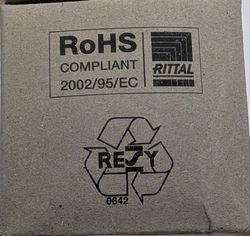 RoHS
COMPLIANT
2002/95/EC
RITTAL
RESY
0642